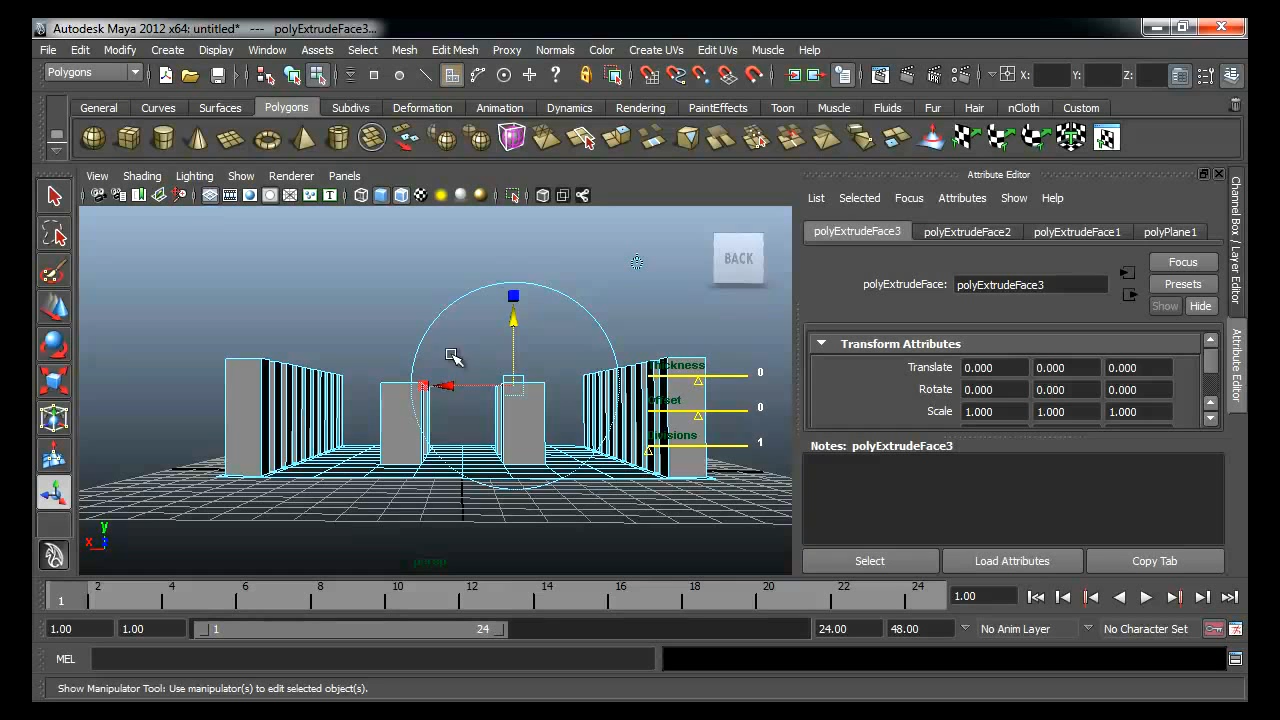 Autodesk Maya 2012 x64: untitled* --- polyExtrudeFace3...
File Edit Modify Create Display Window Assets Select Mesh Edit Mesh Proxy Normals Color Create UVs Edit UVs Muscle Help
Polygons X: Y: Z:
General Curves Surfaces Polygons Subdivs Deformation Animation Dynamics Rendering PaintEffects Toon Muscle Fluids Fur Hair nCloth Custom
View Shading Lighting Show Renderer Panels
Attribute Editor
List Selected Focus Attributes Show Help
polyExtrudeFace3 polyExtrudeFace2 polyExtrudeFace1 polyPlane1
Focus
polyExtrudeFace: polyExtrudeFace3 Presets
Show Hide
Transform Attributes
Translate 0.000 0.000 0.000
Rotate 0.000 0.000 0.000
Scale 1.000 1.000 1.000
Notes: polyExtrudeFace3
Select Load Attributes Copy Tab
Channel Box / Layer Editor
Attribute Editor
BACK
Thickness 0
Offset 0
Divisions 1
y
x
persp
1 2 4 6 8 10 12 14 16 18 20 22 24 1.00
1.00 1.00 1 24 24.00 48.00 No Anim Layer No Character Set
MEL
Show Manipulator Tool: Use manipulator(s) to edit selected object(s).